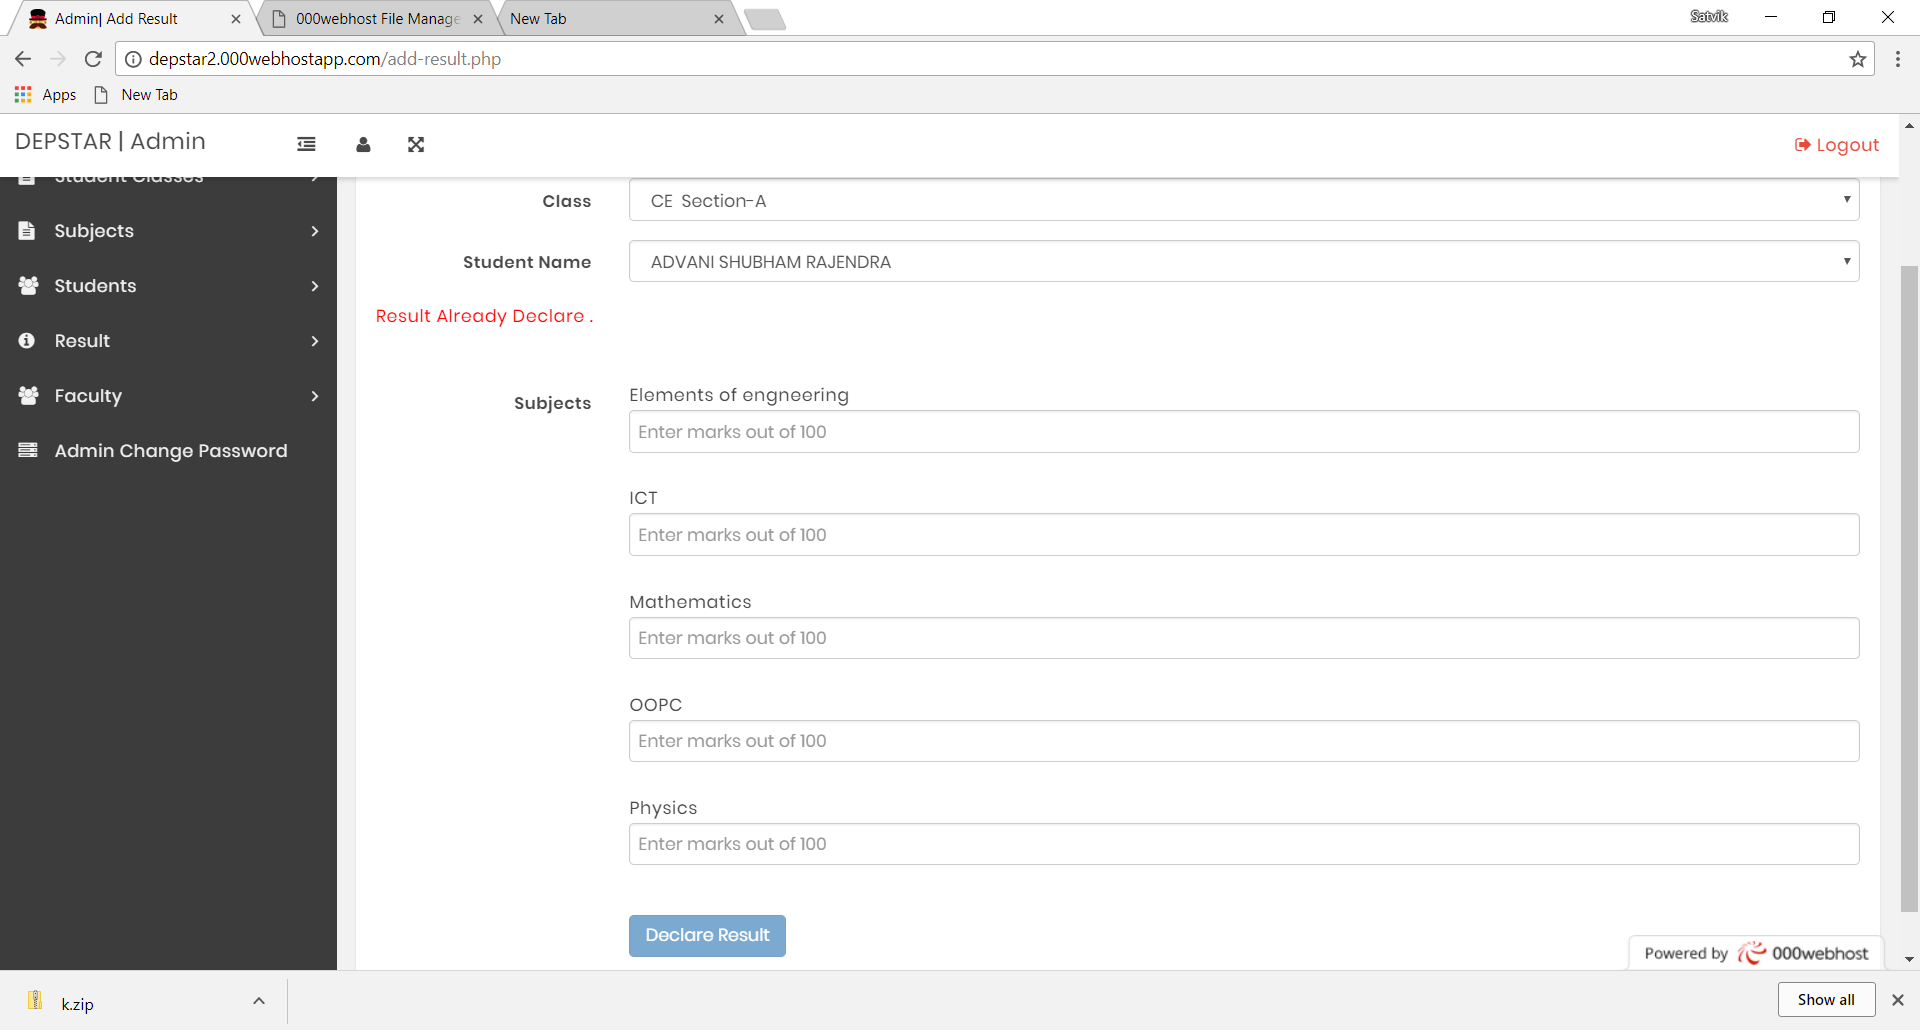 Admin| Add Result
000webhost File Manage
New Tab
Satvik
depstar2.000webhostapp.com/add-result.php
Apps
New Tab
DEPSTAR | Admin
Logout
Student Classes
Subjects
Students
Result
Faculty
Admin Change Password
Class
CE Section-A
Student Name
ADVANI SHUBHAM RAJENDRA
Result Already Declare .
Subjects
Elements of engneering
Enter marks out of 100
ICT
Enter marks out of 100
Mathematics
Enter marks out of 100
OOPC
Enter marks out of 100
Physics
Enter marks out of 100
Declare Result
Powered by 000webhost
k.zip
Show all